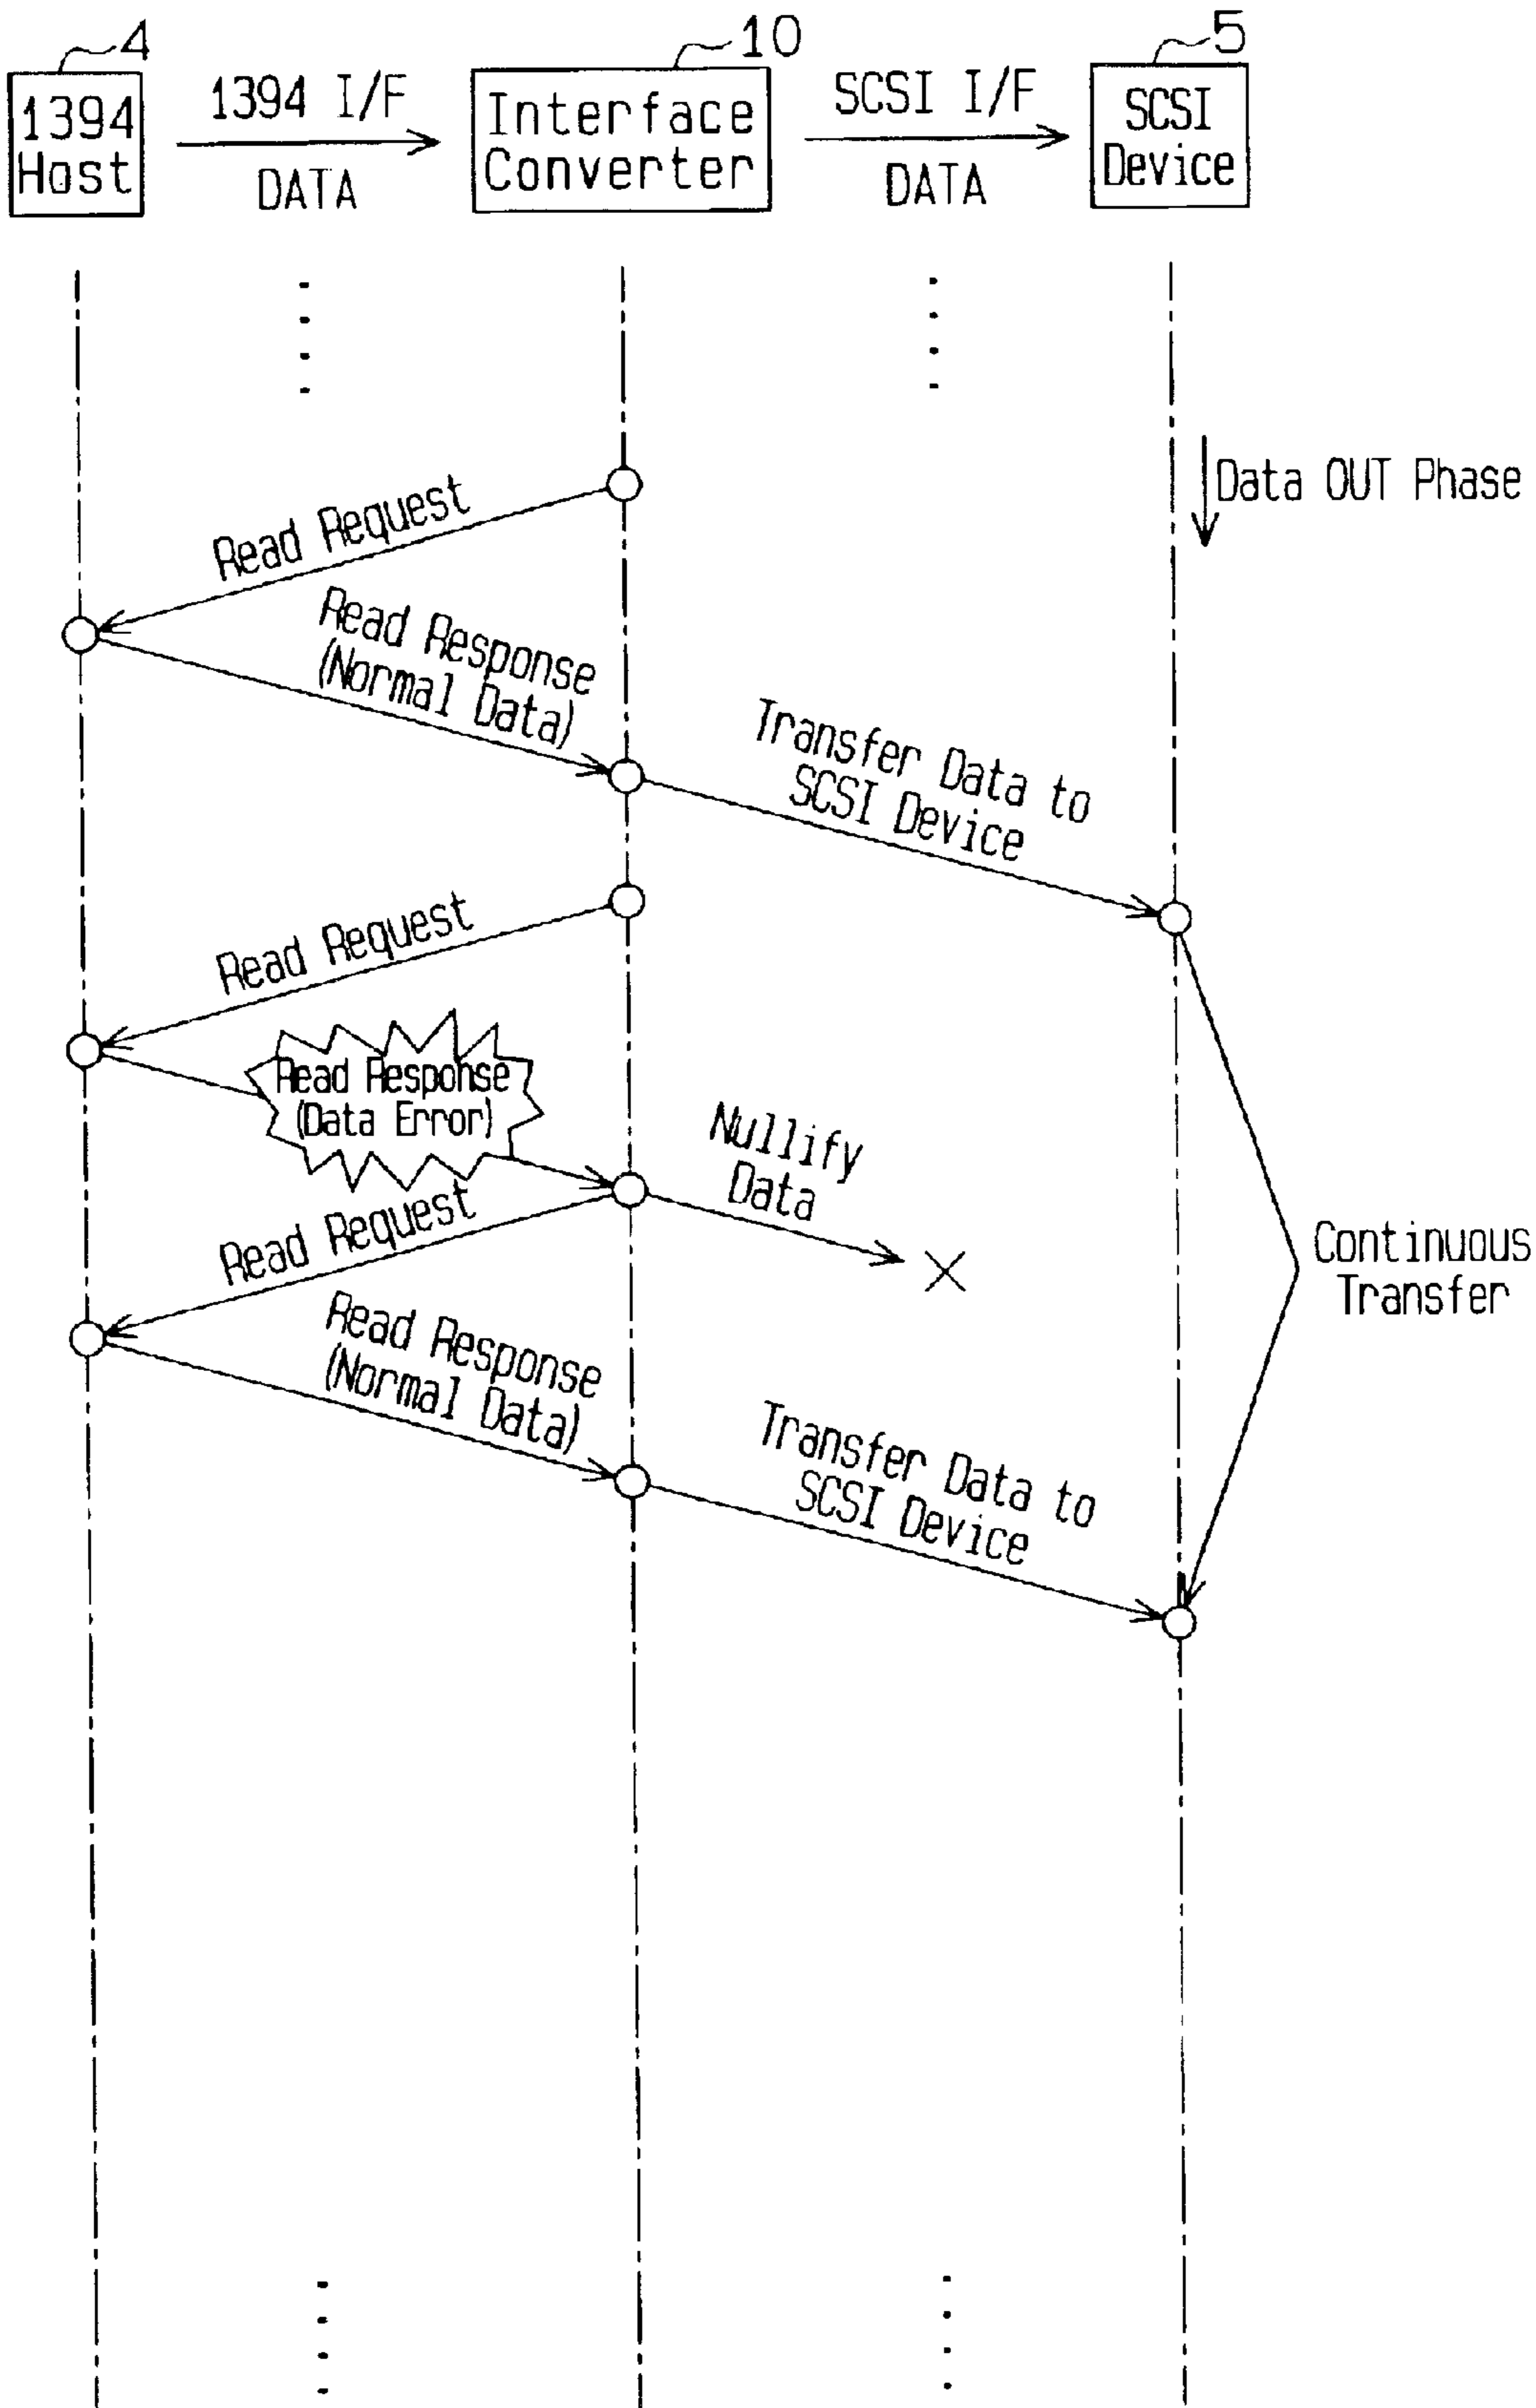 4
10
5
1394
Host
1394 I/F
DATA
Interface
Converter
SCSI I/F
DATA
SCSI
Device
Data OUT Phase
Read Request
Read Response
(Normal Data)
Transfer Data to
SCSI Device
Read Request
Read Response
(Data Error)
Nullify
Data
Read Request
Continuous
Transfer
Read Response
(Normal Data)
Transfer Data to
SCSI Device